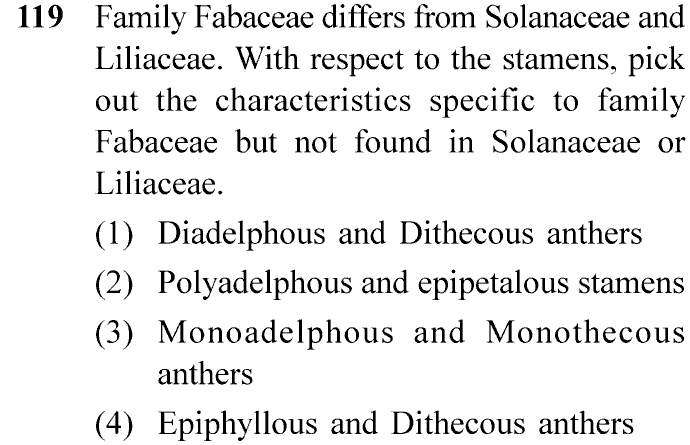 119 Family Fabaceae differs from Solanaceae and
Liliaceae. With respect to the stamens, pick
out the characteristics specific to family
Fabaceae but not found in Solanaceae or
Liliaceae.
(1) Diadelphous and Dithecous anthers
(2) Polyadelphous and epipetalous stamens
(3) Monoadelphous and Monothecous
anthers
(4) Epiphyllous and Dithecous anthers